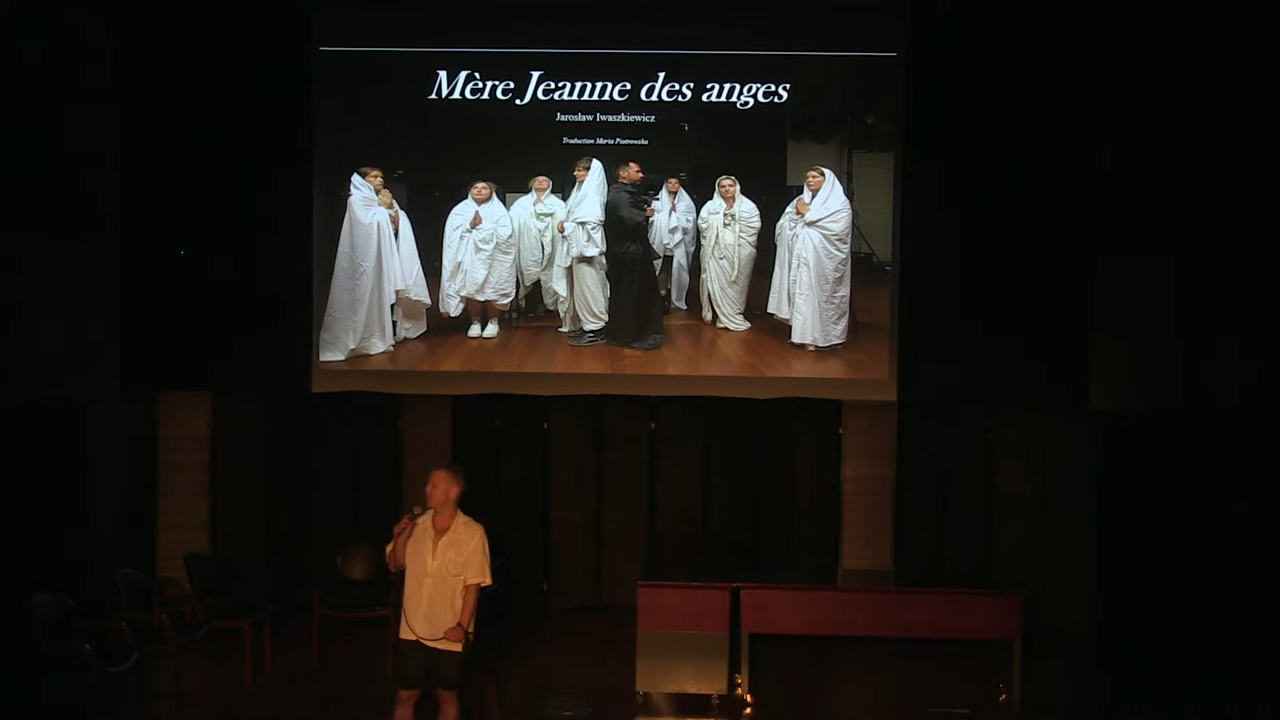 Mère Jeanne des anges
Jarosław Iwaszkiewicz
Traduction Maria Piotrowska